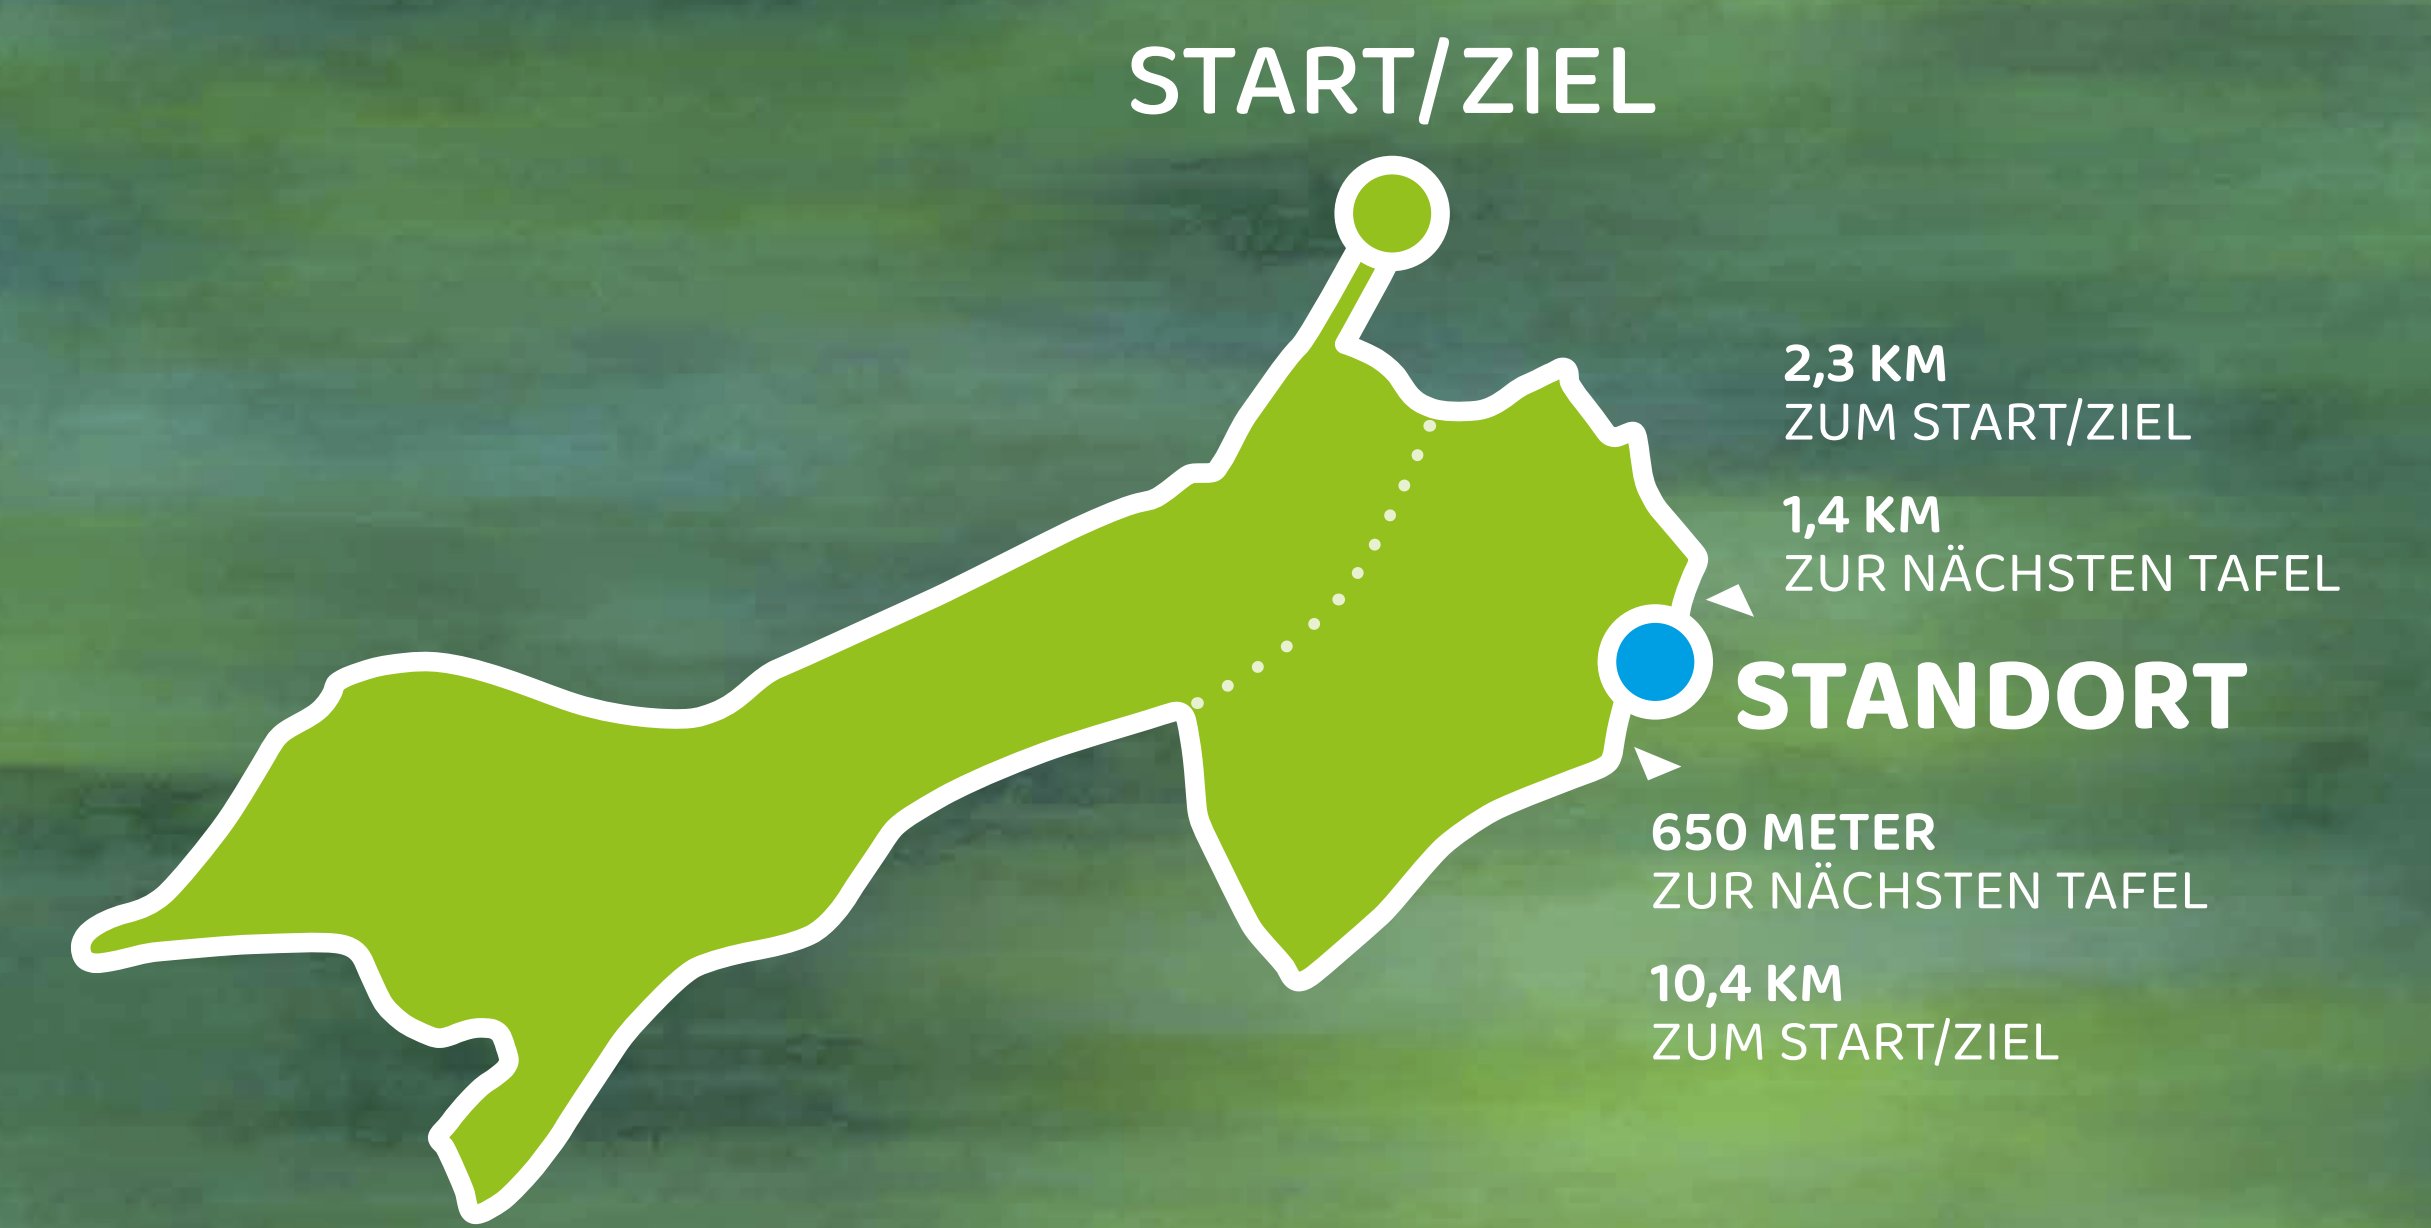 START/ZIEL
2,3 KM
ZUM START/ZIEL
1,4 KM
ZUR NÄCHSTEN TAFEL
STANDORT
650 METER
ZUR NÄCHSTEN TAFEL
10,4 KM
ZUM START/ZIEL